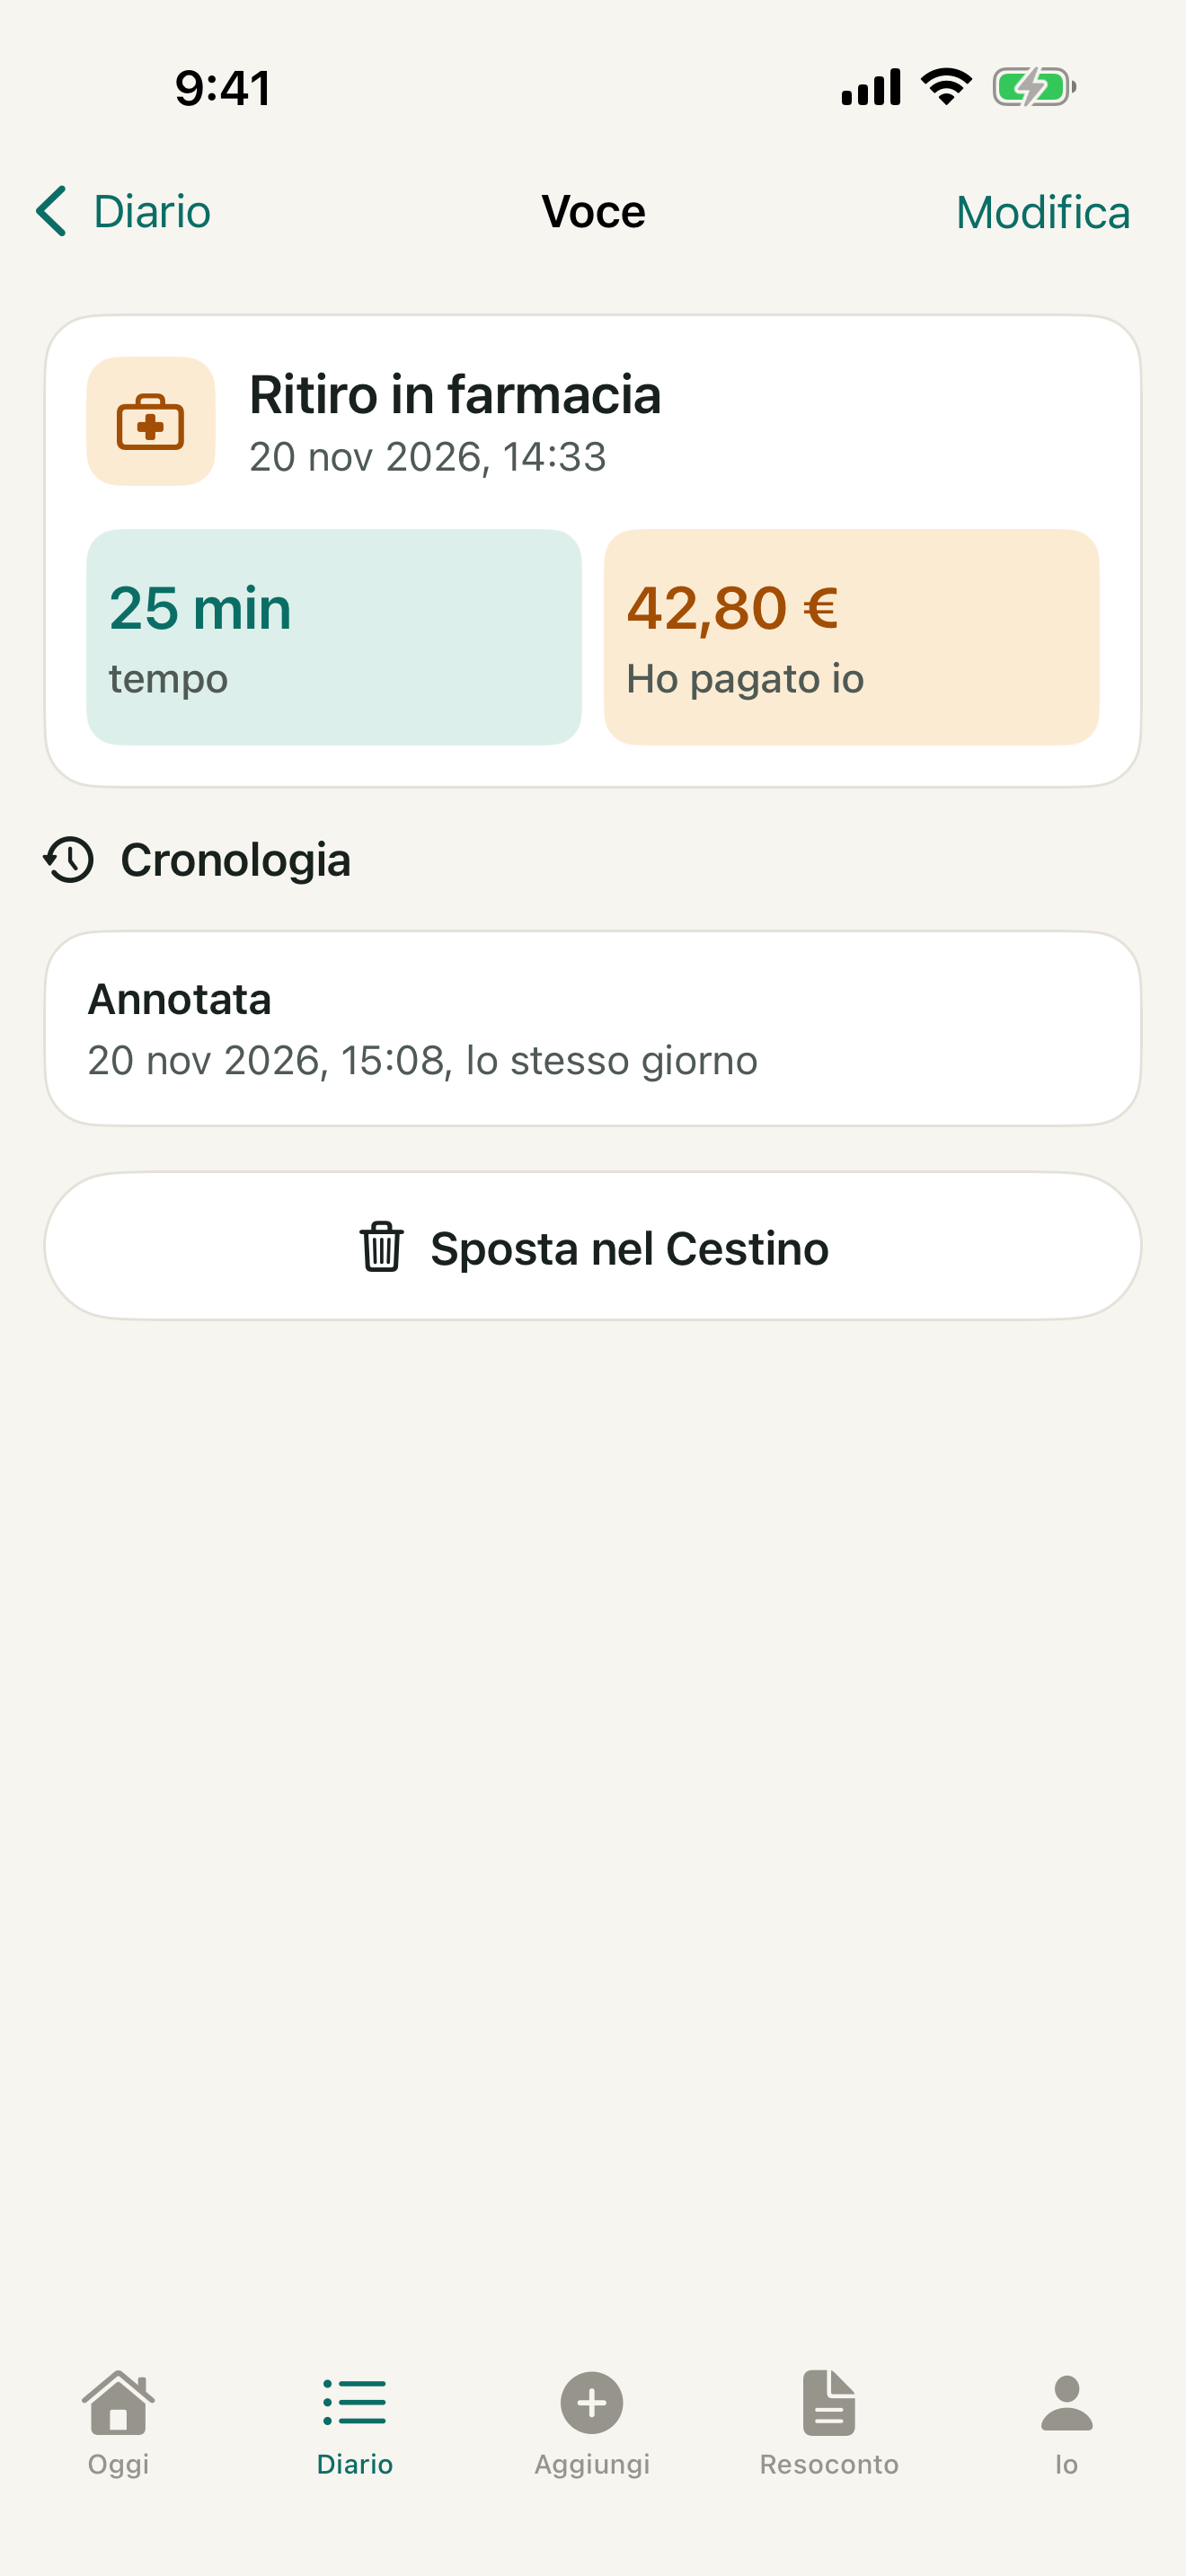 9:41
Diario
Voce
Modifica
Ritiro in farmacia
20 nov 2026, 14:33
25 min
tempo
42,80 €
Ho pagato io
Cronologia
Annotata
20 nov 2026, 15:08, lo stesso giorno
Sposta nel Cestino
Oggi
Diario
Aggiungi
Resoconto
Io